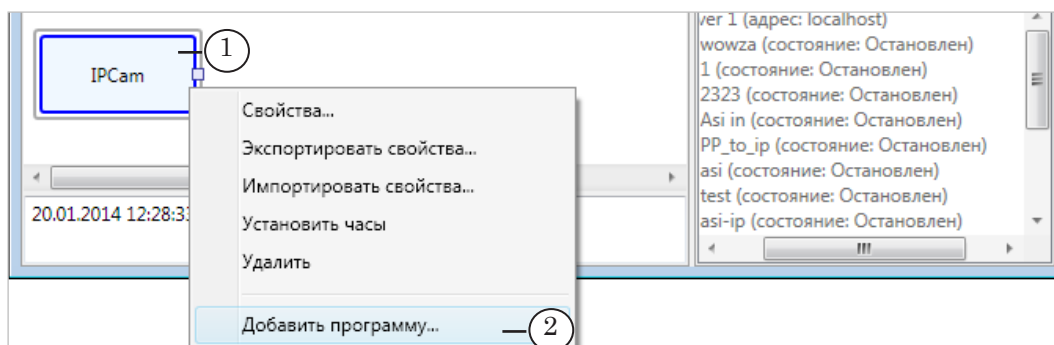 IPCam
1
Свойства...
Экспортировать свойства...
Импортировать свойства...
Установить часы
Удалить
Добавить программу...
2
20.01.2014 12:28:33
ver 1 (адрес: localhost)
wowza (состояние: Остановлен)
1 (состояние: Остановлен)
2323 (состояние: Остановлен)
Asi in (состояние: Остановлен)
PP_to_ip (состояние: Остановлен)
asi (состояние: Остановлен)
test (состояние: Остановлен)
asi-ip (состояние: Остановлен)